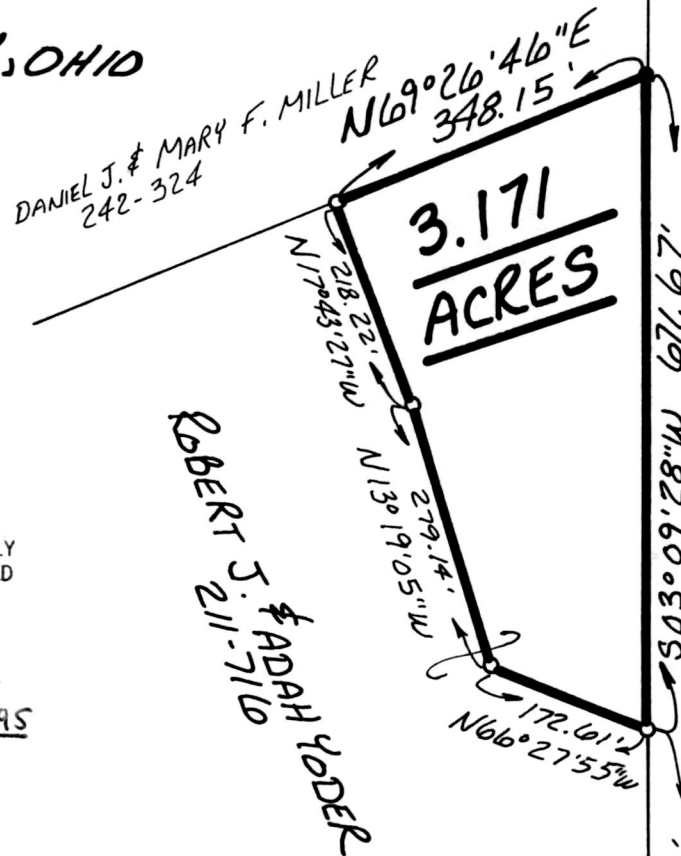 , OHIO
DANIEL J. & MARY F. MILLER
242-324
N69°26'46"E
348.15'
3.171
ACRES
218.22'
N17°43'27"W
279.14'
N13°19'05"W
S03°09'28"W 671.67'
172.61'
N66°27'55"W
ROBERT J. & ADAH YODER
211-716
Y
D
95